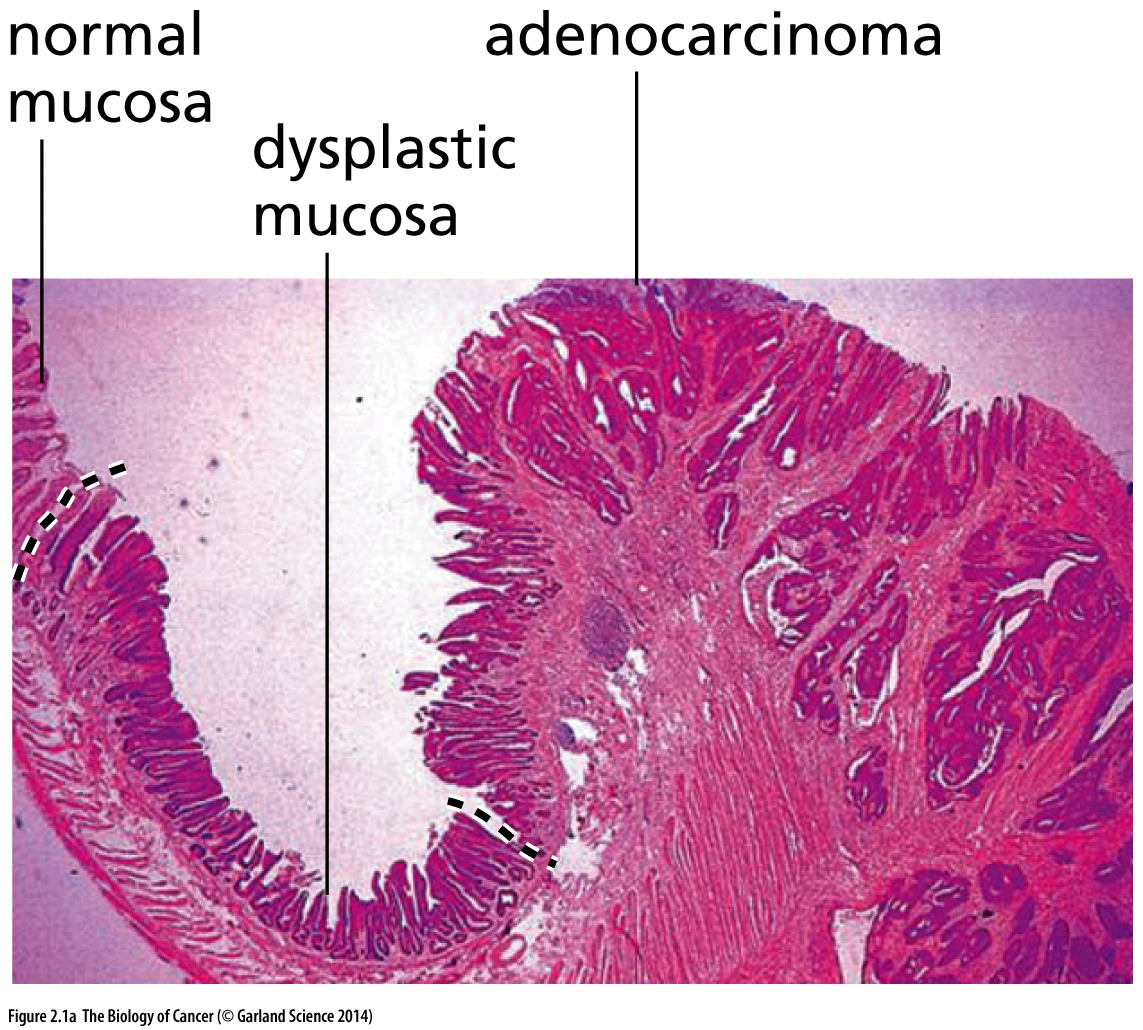 normal
mucosa
adenocarcinoma
dysplastic
mucosa
Figure 2.1a The Biology of Cancer (© Garland Science 2014)